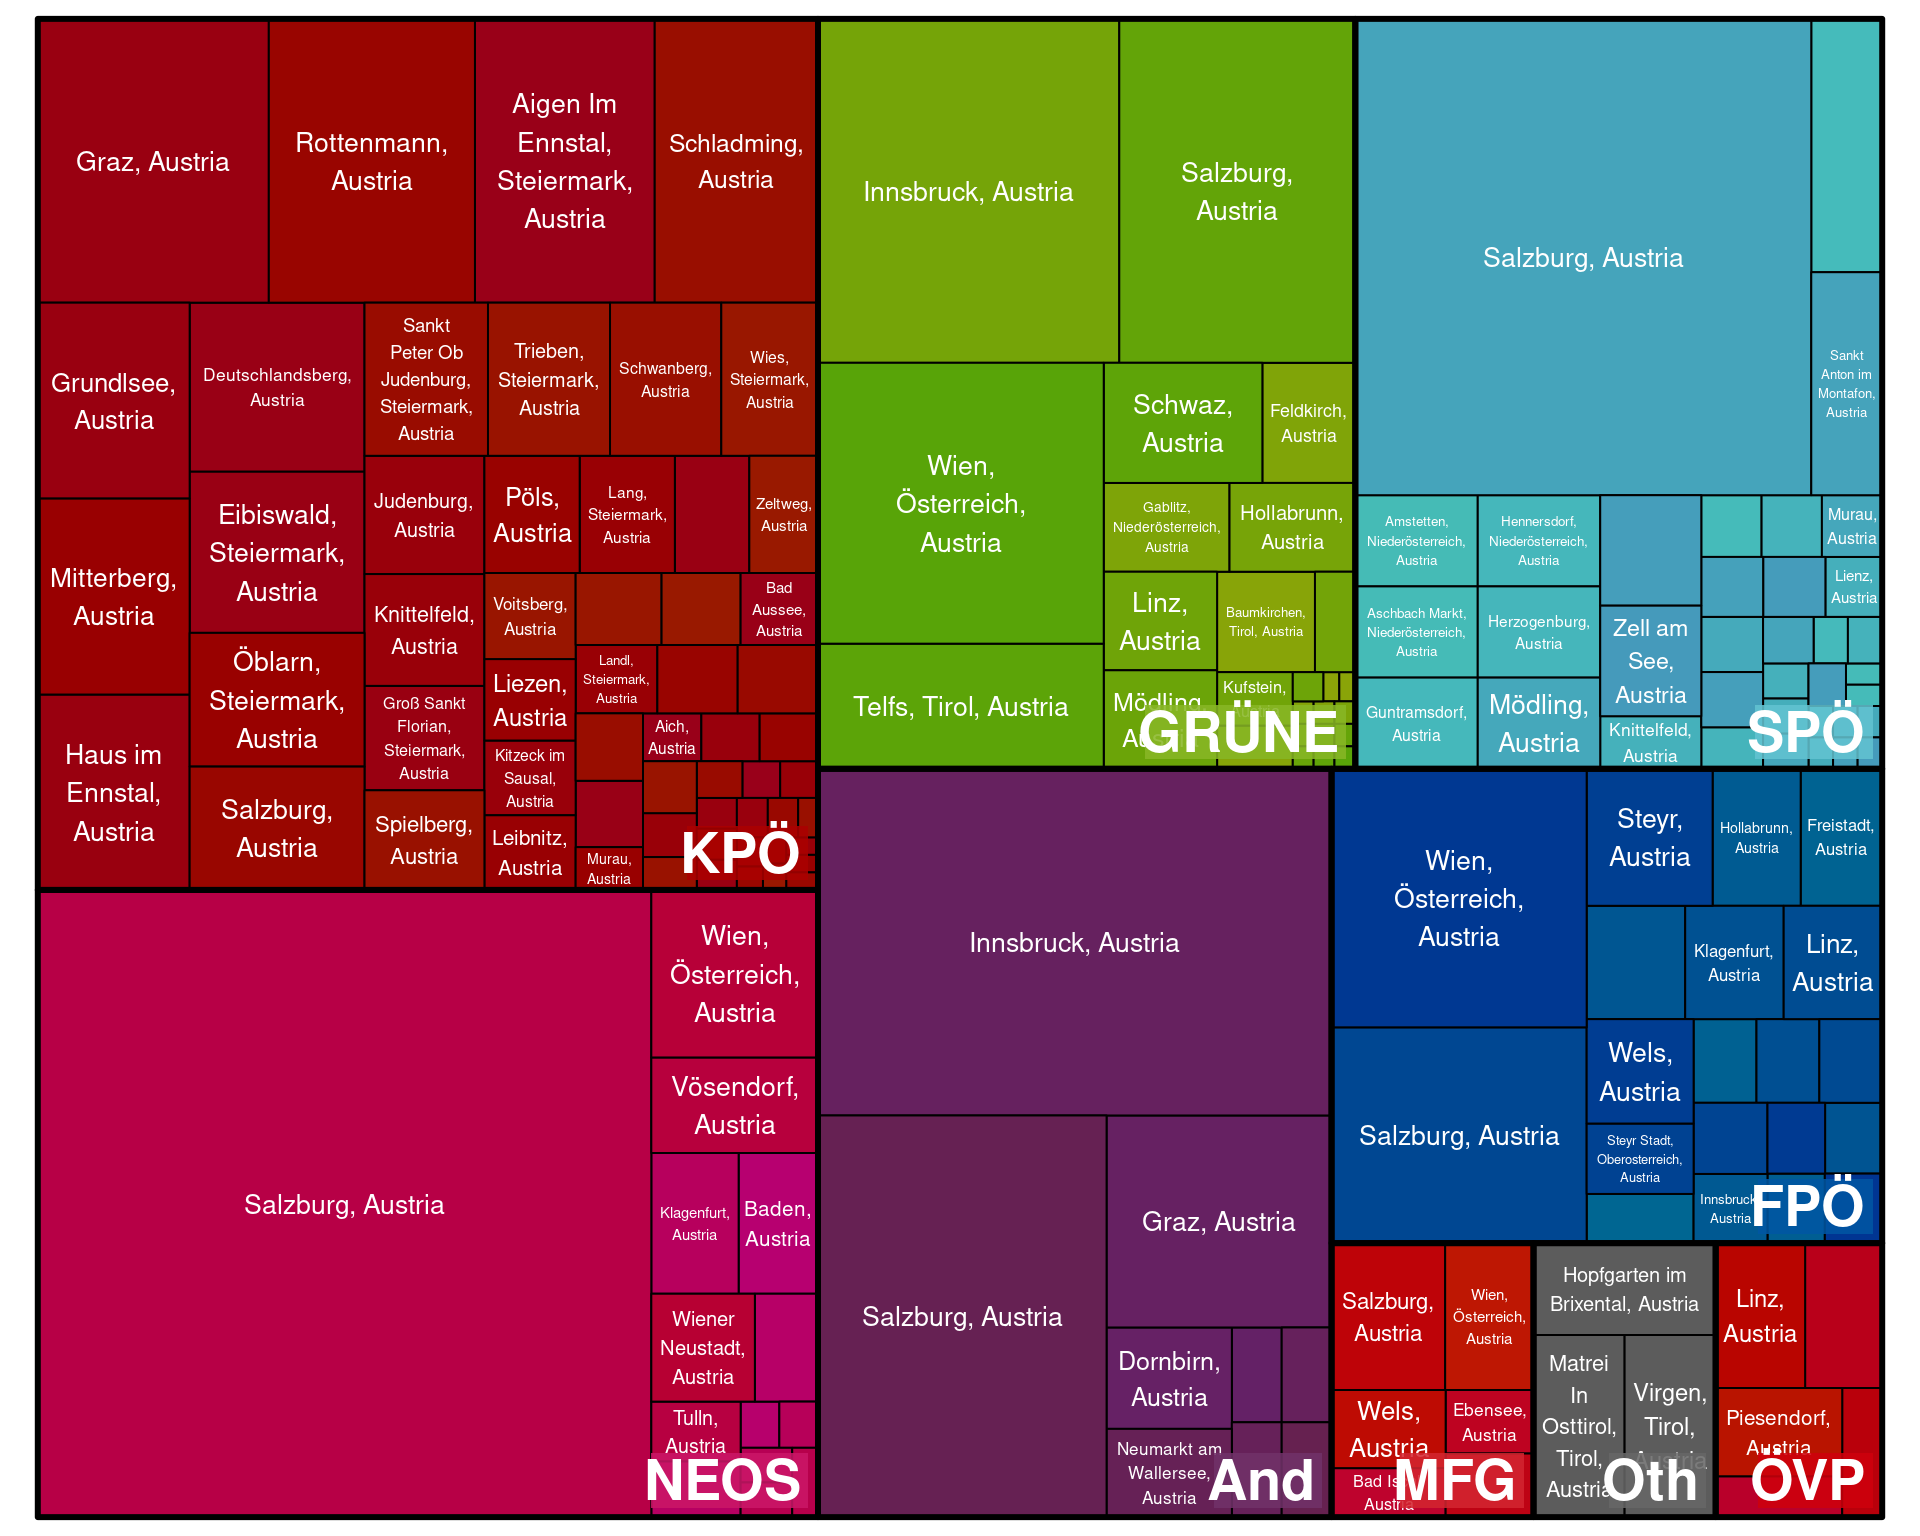 Graz, Austria
Rottenmann,
Austria
Aigen Im
Ennstal,
Steiermark,
Austria
Schladming,
Austria
Grundlsee,
Austria
Deutschlandsberg,
Austria
Sankt
Peter Ob
Judenburg,
Steiermark,
Austria
Trieben,
Steiermark,
Austria
Schwanberg,
Austria
Wies,
Steiermark,
Austria
Mitterberg,
Austria
Eibiswald,
Steiermark,
Austria
Judenburg,
Austria
Pöls,
Austria
Lang,
Steiermark,
Austria
Zeltweg,
Austria
Knittelfeld,
Austria
Voitsberg,
Austria
Bad
Aussee,
Austria
Öblarn,
Steiermark,
Austria
Landl,
Steiermark,
Austria
Liezen,
Austria
Haus im
Ennstal,
Austria
Groß Sankt
Florian,
Steiermark,
Austria
Aich,
Austria
Kitzeck im
Sausal,
Austria
Salzburg,
Austria
Spielberg,
Austria
Leibnitz,
Austria
Murau,
Austria
KPÖ
Innsbruck, Austria
Salzburg,
Austria
Wien,
Österreich,
Austria
Schwaz,
Austria
Feldkirch,
Austria
Gablitz,
Niederösterreich,
Austria
Hollabrunn,
Austria
Linz,
Austria
Baumkirchen,
Tirol, Austria
Telfs, Tirol, Austria
Mödling,
Austria
Kufstein,
Austria
GRÜNE
Salzburg, Austria
Sankt
Anton im
Montafon,
Austria
Amstetten,
Niederösterreich,
Austria
Hennersdorf,
Niederösterreich,
Austria
Murau,
Austria
Lienz,
Austria
Aschbach Markt,
Niederösterreich,
Austria
Herzogenburg,
Austria
Zell am
See,
Austria
Guntramsdorf,
Austria
Mödling,
Austria
Knittelfeld,
Austria
SPÖ
Salzburg, Austria
Wien,
Österreich,
Austria
Vösendorf,
Austria
Klagenfurt,
Austria
Baden,
Austria
Wiener
Neustadt,
Austria
Tulln,
Austria
NEOS
Innsbruck, Austria
Salzburg, Austria
Graz, Austria
Dornbirn,
Austria
Neumarkt am
Wallersee,
Austria
And
Wien,
Österreich,
Austria
Steyr,
Austria
Hollabrunn,
Austria
Freistadt,
Austria
Klagenfurt,
Austria
Linz,
Austria
Salzburg, Austria
Wels,
Austria
Steyr Stadt,
Oberosterreich,
Austria
Innsbruck,
Austria
FPÖ
Salzburg,
Austria
Wien,
Österreich,
Austria
Wels,
Austria
Ebensee,
Austria
Bad
Austria
MFG
Hopfgarten im
Brixental, Austria
Matrei
In
Osttirol,
Tirol,
Austria
Virgen,
Tirol,
Austria
Oth
Linz,
Austria
Piesendorf,
Austria
ÖVP